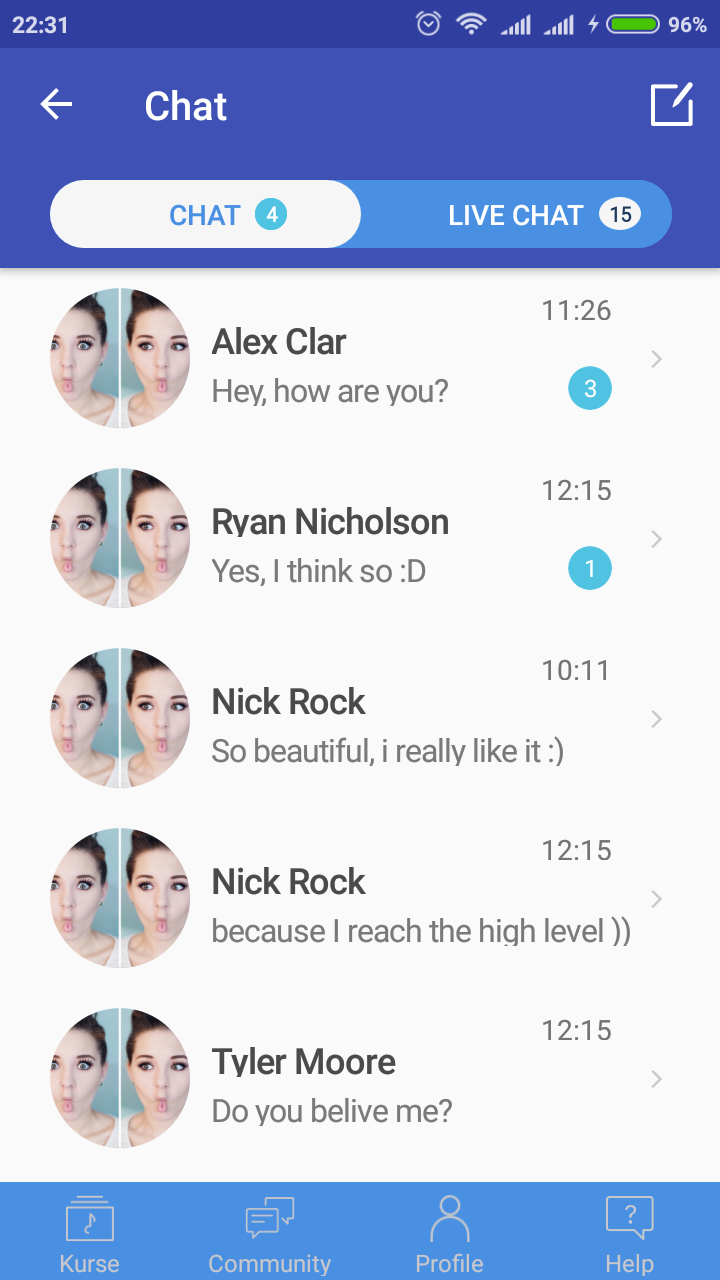 22:31 96%
Chat
CHAT 4 LIVE CHAT 15
11:26
Alex Clar
Hey, how are you?
3
12:15
Ryan Nicholson
Yes, I think so :D
1
10:11
Nick Rock
So beautiful, i really like it :)
12:15
Nick Rock
because I reach the high level ))
12:15
Tyler Moore
Do you belive me?
?
Kurse Community Profile Help